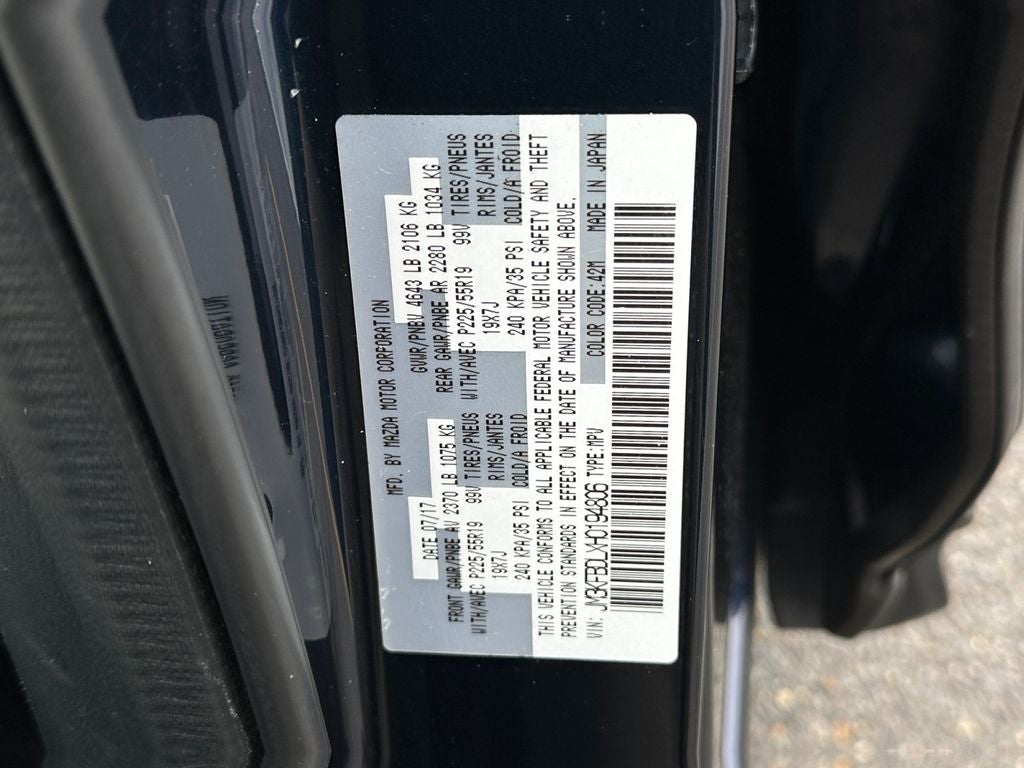 MFD. BY MAZDA MOTOR CORPORATION
DATE 07/17 GVWR/PNBV 4643 LB 2106 KG
FRONT GAWR/PNBE AV 2370 LB 1075 KG REAR GAWR/PNBE AR 2280 LB 1034 KG
WITH/AVEC P225/55R19 99V TIRES/PNEUS WITH/AVEC P225/55R19 99V TIRES/PNEUS
19X7J RIMS/JANTES 19X7J RIMS/JANTES
240 KPA/35 PSI COLD/A FROID 240 KPA/35 PSI COLD/A FROID
THIS VEHICLE CONFORMS TO ALL APPLICABLE FEDERAL MOTOR VEHICLE SAFETY AND THEFT
PREVENTION STANDARDS IN EFFECT ON THE DATE OF MANUFACTURE SHOWN ABOVE.
VIN: JM3KFBDLXH0194806 TYPE:MPV COLOR CODE:42M MADE IN JAPAN